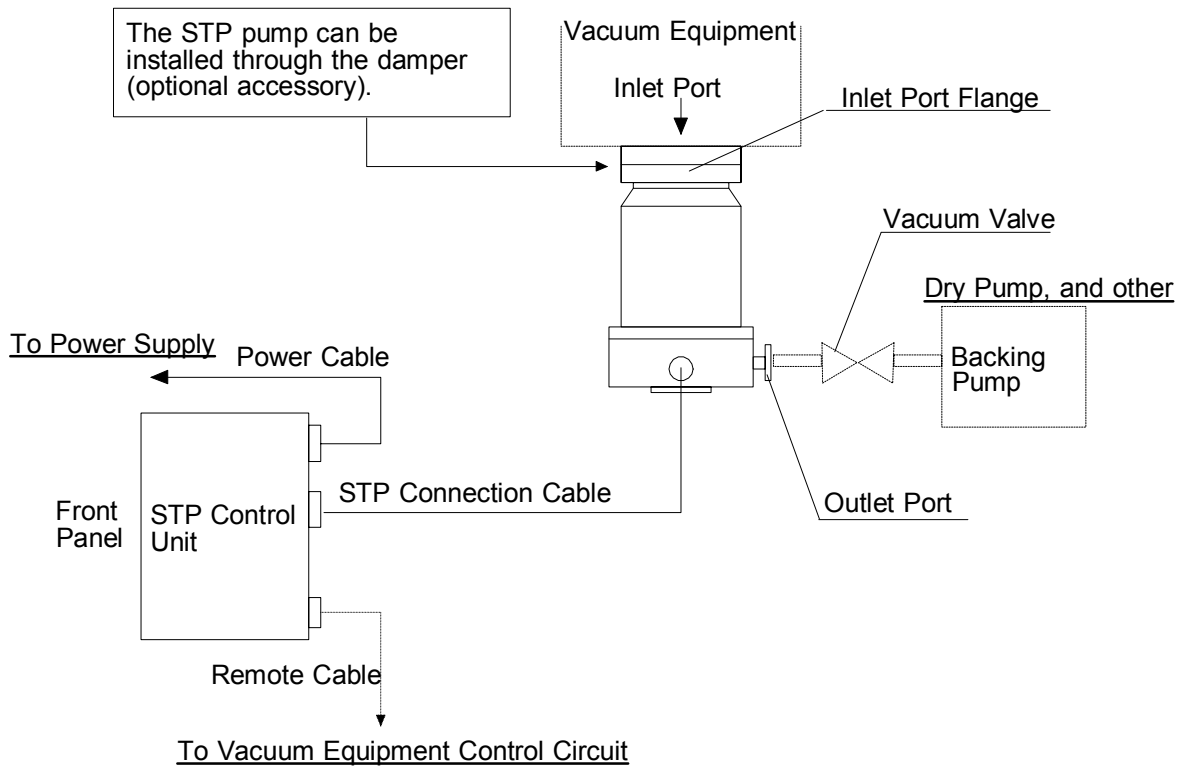 The STP pump can be
installed through the damper
(optional accessory).
Vacuum Equipment
Inlet Port
Inlet Port Flange
Vacuum Valve
Dry Pump, and other
Backing
Pump
To Power Supply
Power Cable
Front
Panel
STP Control
Unit
STP Connection Cable
Outlet Port
Remote Cable
To Vacuum Equipment Control Circuit